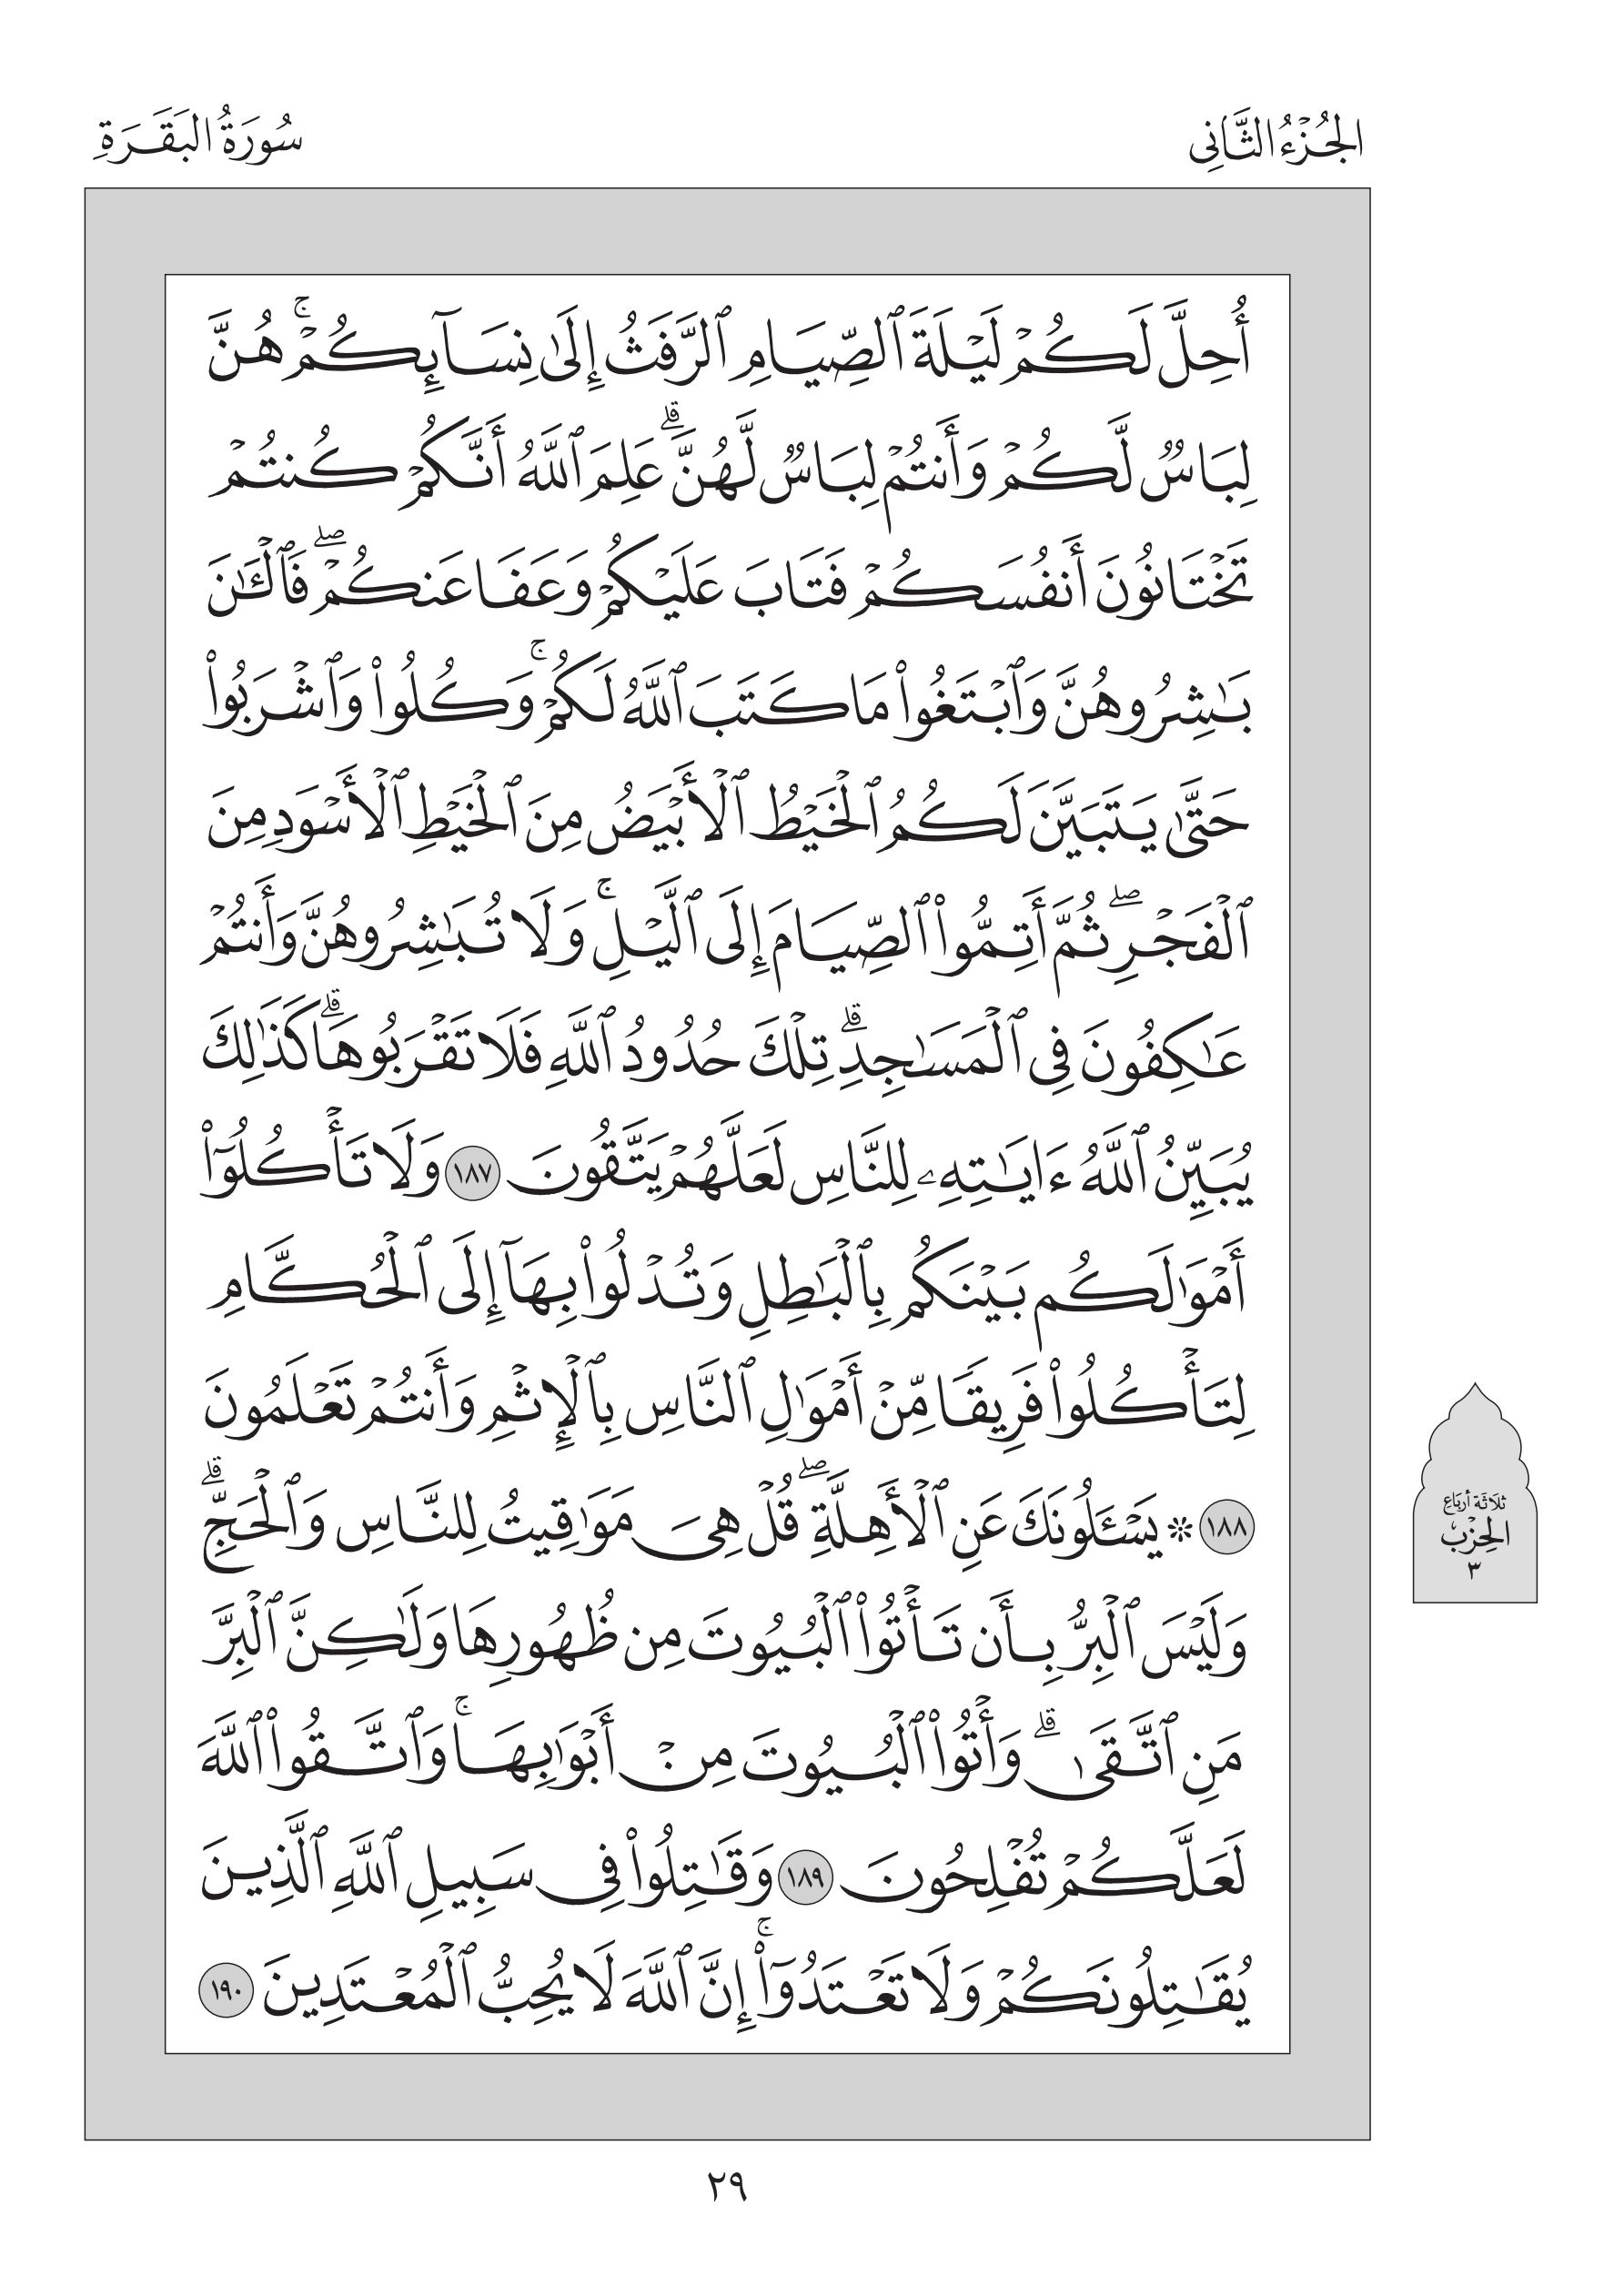 الجُزْءُ الثَّانِي
سُورَةُ البَقَرَةِ
أُحِلَّ لَكُمۡ لَيۡلَةَ ٱلصِّيَامِ ٱلرَّفَثُ إِلَىٰ نِسَآئِكُمۡۚ هُنَّ
لِبَاسٞ لَّكُمۡ وَأَنتُمۡ لِبَاسٞ لَّهُنَّۗ عَلِمَ ٱللَّهُ أَنَّكُمۡ كُنتُمۡ
تَخۡتَانُونَ أَنفُسَكُمۡ فَتَابَ عَلَيۡكُمۡ وَعَفَا عَنكُمۡۖ فَٱلۡـَٰٔنَ
بَٰشِرُوهُنَّ وَٱبۡتَغُواْ مَا كَتَبَ ٱللَّهُ لَكُمۡۚ وَكُلُواْ وَٱشۡرَبُواْ
حَتَّىٰ يَتَبَيَّنَ لَكُمُ ٱلۡخَيۡطُ ٱلۡأَبۡيَضُ مِنَ ٱلۡخَيۡطِ ٱلۡأَسۡوَدِ مِنَ
ٱلۡفَجۡرِۖ ثُمَّ أَتِمُّواْ ٱلصِّيَامَ إِلَى ٱلَّيۡلِۚ وَلَا تُبَٰشِرُوهُنَّ وَأَنتُمۡ
عَٰكِفُونَ فِي ٱلۡمَسَٰجِدِۗ تِلۡكَ حُدُودُ ٱللَّهِ فَلَا تَقۡرَبُوهَاۗ كَذَٰلِكَ
يُبَيِّنُ ٱللَّهُ ءَايَٰتِهِۦ لِلنَّاسِ لَعَلَّهُمۡ يَتَّقُونَ ١٨٧ وَلَا تَأۡكُلُوٓاْ
أَمۡوَٰلَكُم بَيۡنَكُم بِٱلۡبَٰطِلِ وَتُدۡلُواْ بِهَآ إِلَى ٱلۡحُكَّامِ
لِتَأۡكُلُواْ فَرِيقٗا مِّنۡ أَمۡوَٰلِ ٱلنَّاسِ بِٱلۡإِثۡمِ وَأَنتُمۡ تَعۡلَمُونَ
١٨٨ ۞ يَسۡـَٔلُونَكَ عَنِ ٱلۡأَهِلَّةِۖ قُلۡ هِيَ مَوَٰقِيتُ لِلنَّاسِ وَٱلۡحَجِّۗ
وَلَيۡسَ ٱلۡبِرُّ بِأَن تَأۡتُواْ ٱلۡبُيُوتَ مِن ظُهُورِهَا وَلَٰكِنَّ ٱلۡبِرَّ
مَنِ ٱتَّقَىٰۗ وَأۡتُواْ ٱلۡبُيُوتَ مِنۡ أَبۡوَٰبِهَاۚ وَٱتَّقُواْ ٱللَّهَ
لَعَلَّكُمۡ تُفۡلِحُونَ ١٨٩ وَقَٰتِلُواْ فِي سَبِيلِ ٱللَّهِ ٱلَّذِينَ
يُقَٰتِلُونَكُمۡ وَلَا تَعۡتَدُوٓاْۚ إِنَّ ٱللَّهَ لَا يُحِبُّ ٱلۡمُعۡتَدِينَ ١٩٠
ثلاثة أرباع
الحِزْب
٣
٢٩